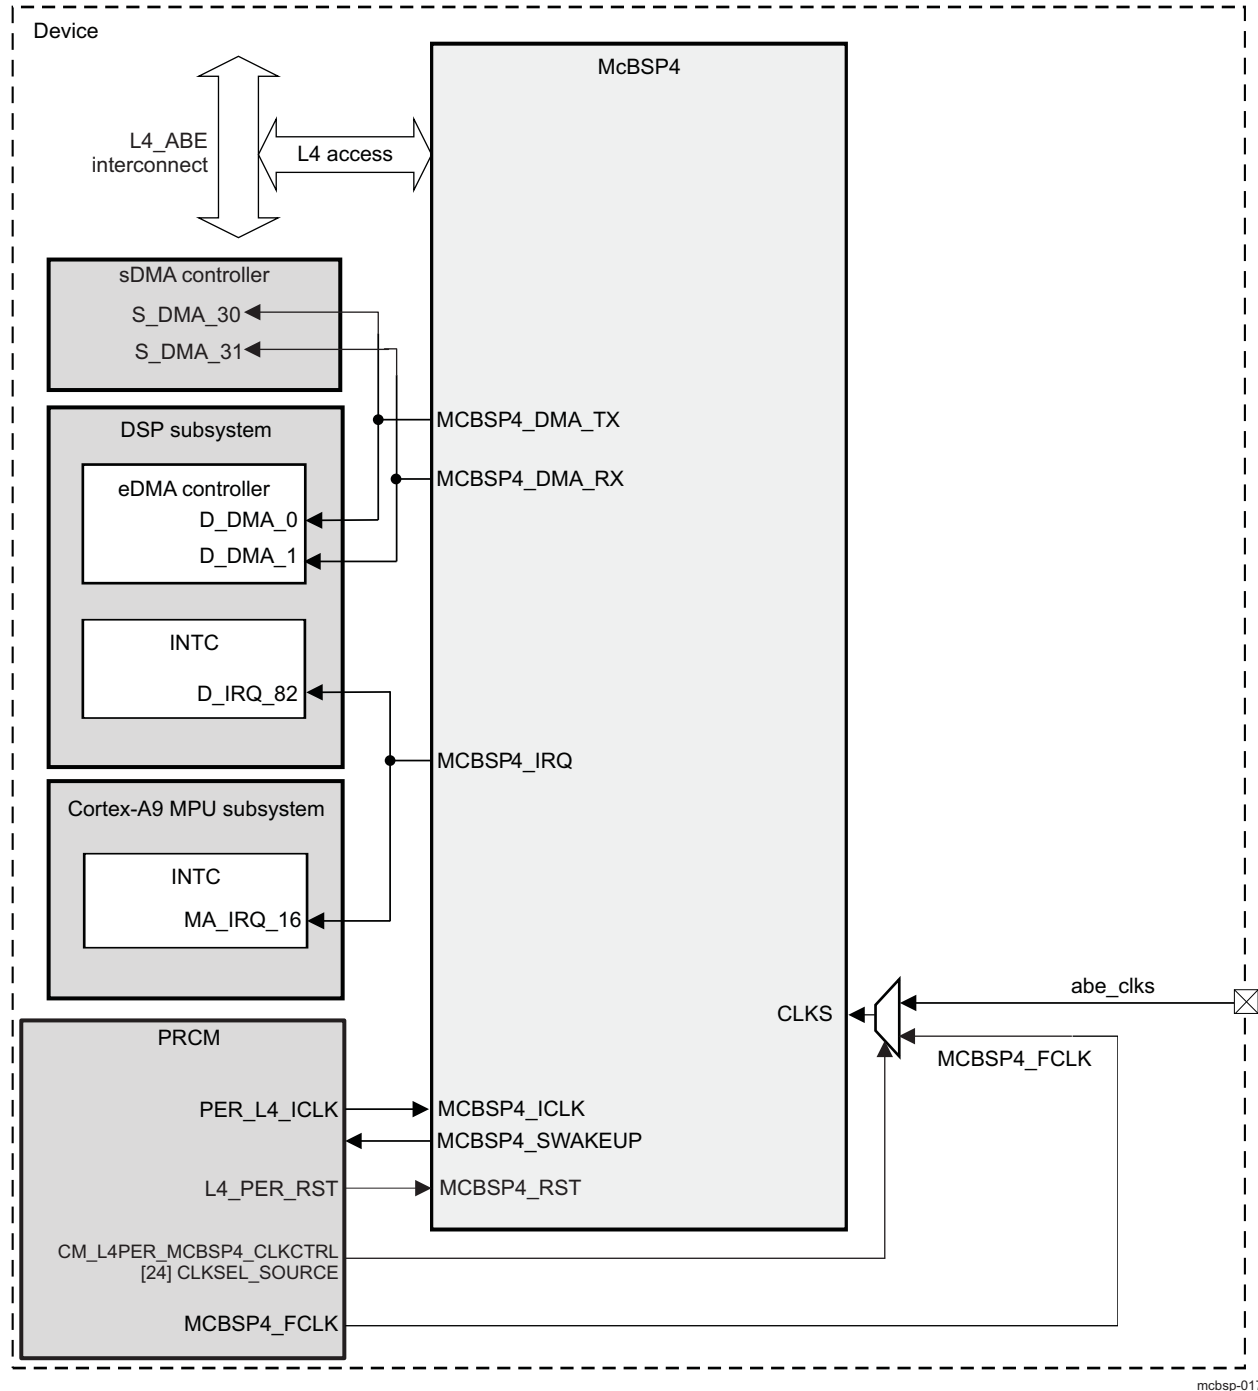 Device
McBSP4
L4_ABE
interconnect
L4 access
sDMA controller
S_DMA_30
S_DMA_31
MCBSP4_DMA_TX
DSP subsystem
MCBSP4_DMA_RX
eDMA controller
D_DMA_0
D_DMA_1
INTC
D_IRQ_82
MCBSP4_IRQ
Cortex-A9 MPU subsystem
INTC
MA_IRQ_16
abe_clks
CLKS
PRCM
MCBSP4_FCLK
PER_L4_ICLK
MCBSP4_ICLK
MCBSP4_SWAKEUP
L4_PER_RST
MCBSP4_RST
CM_L4PER_MCBSP4_CLKCTRL
[24] CLKSEL_SOURCE
MCBSP4_FCLK
mcbsp-017